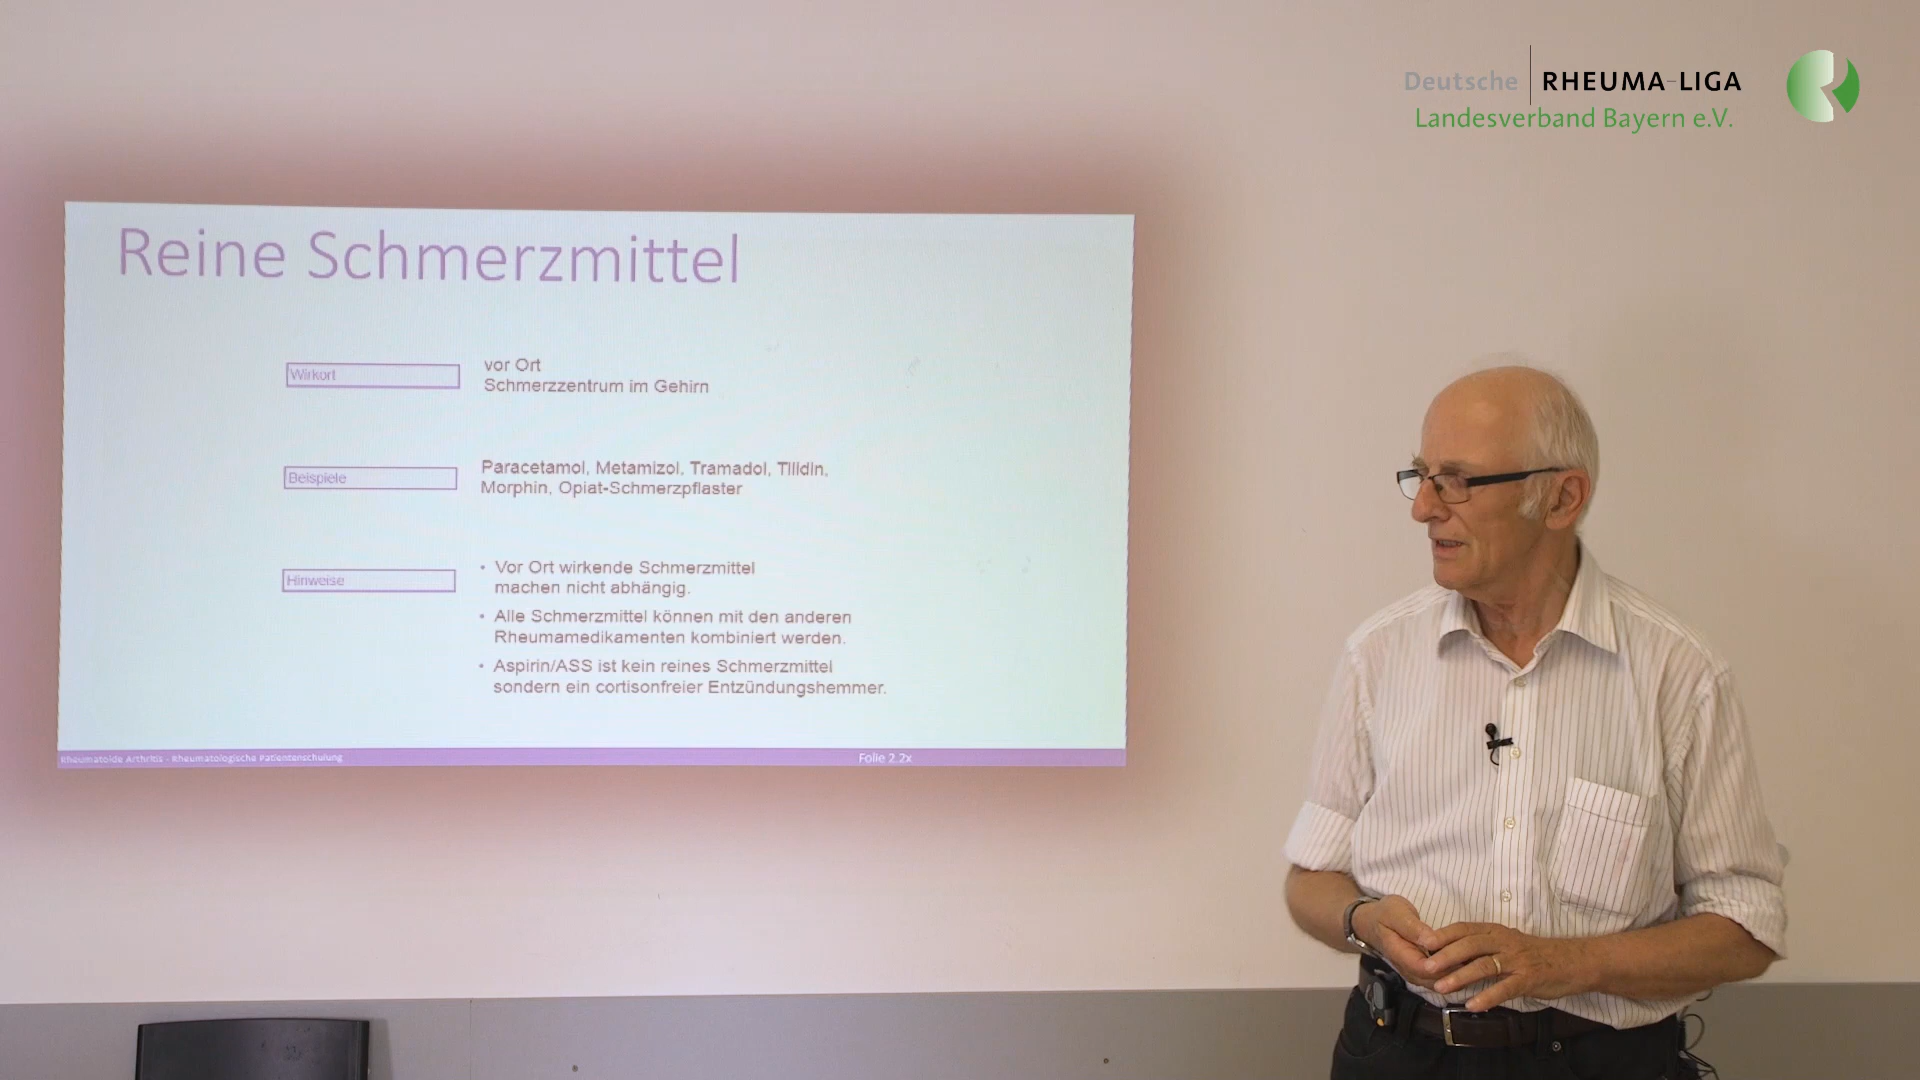 Deutsche RHEUMA-LIGA
Landesverband Bayern e.V.
Reine Schmerzmittel
Wirkort
vor Ort
Schmerzzentrum im Gehirn
Beispiele
Paracetamol, Metamizol, Tramadol, Tilidin,
Morphin, Opiat-Schmerzpflaster
Hinweise
• Vor Ort wirkende Schmerzmittel
machen nicht abhängig.
• Alle Schmerzmittel können mit den anderen
Rheumamedikamenten kombiniert werden.
• Aspirin/ASS ist kein reines Schmerzmittel
sondern ein cortisonfreier Entzündungshemmer.
Rheumatoide Arthritis - Rheumatologische Patientenschulung
Folie 2.2x